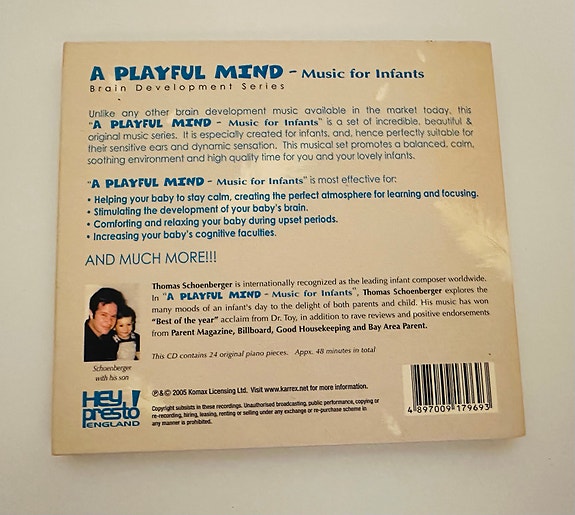 A PLAYFUL MIND - Music for Infants
Brain Development Series
Unlike any other brain development music available in the market today, this
"A PLAYFUL MIND - Music for Infants" is a set of incredible, beautiful &
original music series. It is especially created for infants, and, hence perfectly suitable for
their sensitive ears and dynamic sensation. This musical set promotes a balanced, calm,
soothing environment and high quality time for you and your lovely infants.
"A PLAYFUL MIND - Music for Infants" is most effective for:
• Helping your baby to stay calm, creating the perfect atmosphere for learning and focusing.
• Stimulating the development of your baby's brain.
• Comforting and relaxing your baby during upset periods.
• Increasing your baby's cognitive faculties.
AND MUCH MORE!!!
Thomas Schoenberger is internationally recognized as the leading infant composer worldwide.
In "A PLAYFUL MIND - Music for Infants", Thomas Schoenberger explores the
many moods of an infant's day to the delight of both parents and child. His music has won
"Best of the year" acclaim from Dr. Toy, in addition to rave reviews and positive endorsements
from Parent Magazine, Billboard, Good Housekeeping and Bay Area Parent.
This CD contains 24 original piano pieces. Apps. 48 minutes in total
Schoenberger
with his son
HEY
presto!
ENGLAND
℗&© 2005 Komax Licensing Ltd. Visit www.karrex.net for more information.
Copyright subsists in these recordings. Unauthorised broadcasting, public performance, copying or
re-recording, hiring, leasing, renting or selling under any exchange or re-purchase scheme in
any manner is prohibited.
4 897009 179693